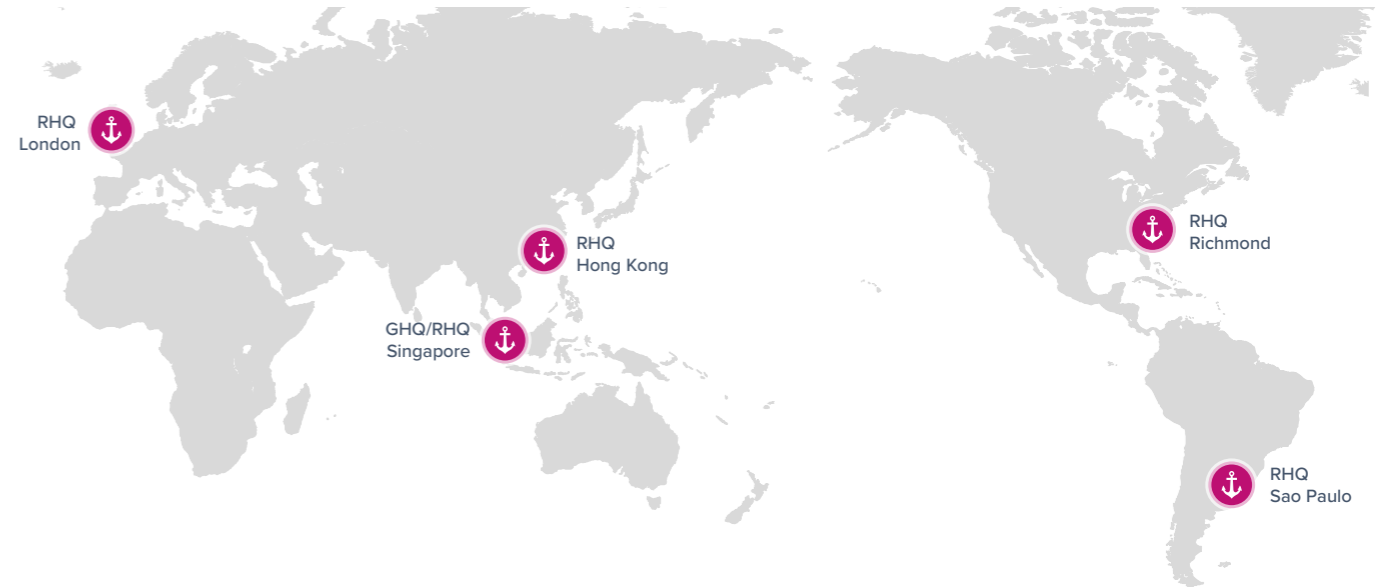 RHQ
London
RHQ
Hong Kong
GHQ/RHQ
Singapore
RHQ
Richmond
RHQ
Sao Paulo